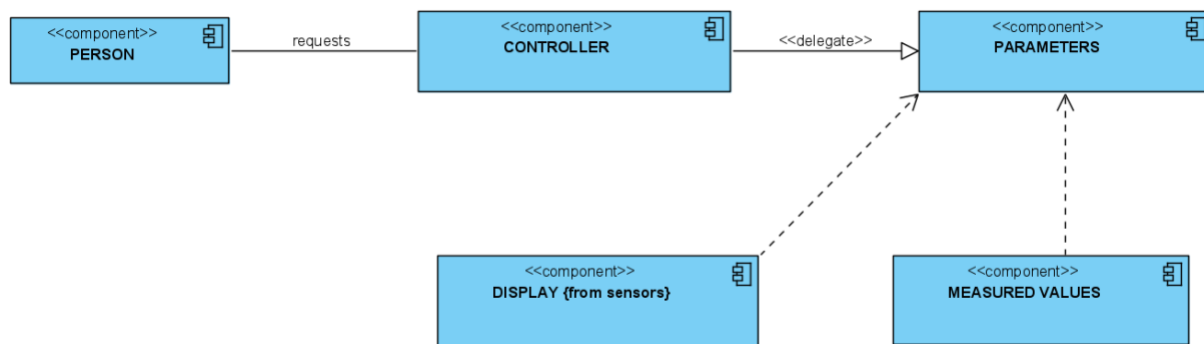 <<component>>
PERSON
requests
<<component>>
CONTROLLER
<<delegate>>
<<component>>
PARAMETERS
<<component>>
DISPLAY {from sensors}
<<component>>
MEASURED VALUES